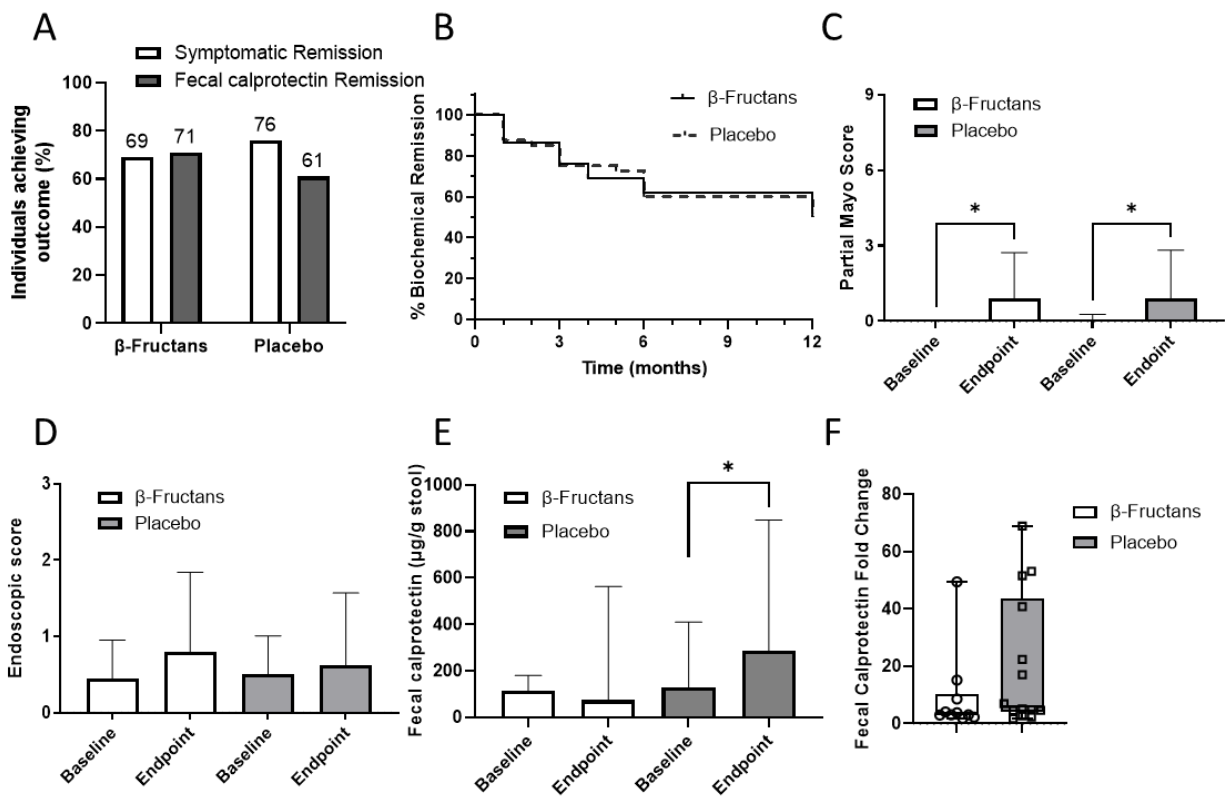 A
Symptomatic Remission
Fecal calprotectin Remission
Individuals achieving
outcome (%)
100
80
60
40
20
0
69
71
76
61
β-Fructans
Placebo
B
% Biochemical Remission
100
80
60
40
20
0
β-Fructans
Placebo
0
3
6
9
12
Time (months)
C
Partial Mayo Score
9
6
3
0
β-Fructans
Placebo
*
*
Baseline
Endpoint
Baseline
Endoint
D
Endoscopic score
3
2
1
0
β-Fructans
Placebo
Baseline
Endpoint
Baseline
Endpoint
E
Fecal calprotectin (µg/g stool)
1000
800
600
400
200
0
β-Fructans
Placebo
*
Baseline
Endpoint
Baseline
Endpoint
F
Fecal Calprotectin Fold Change
80
60
40
20
0
β-Fructans
Placebo